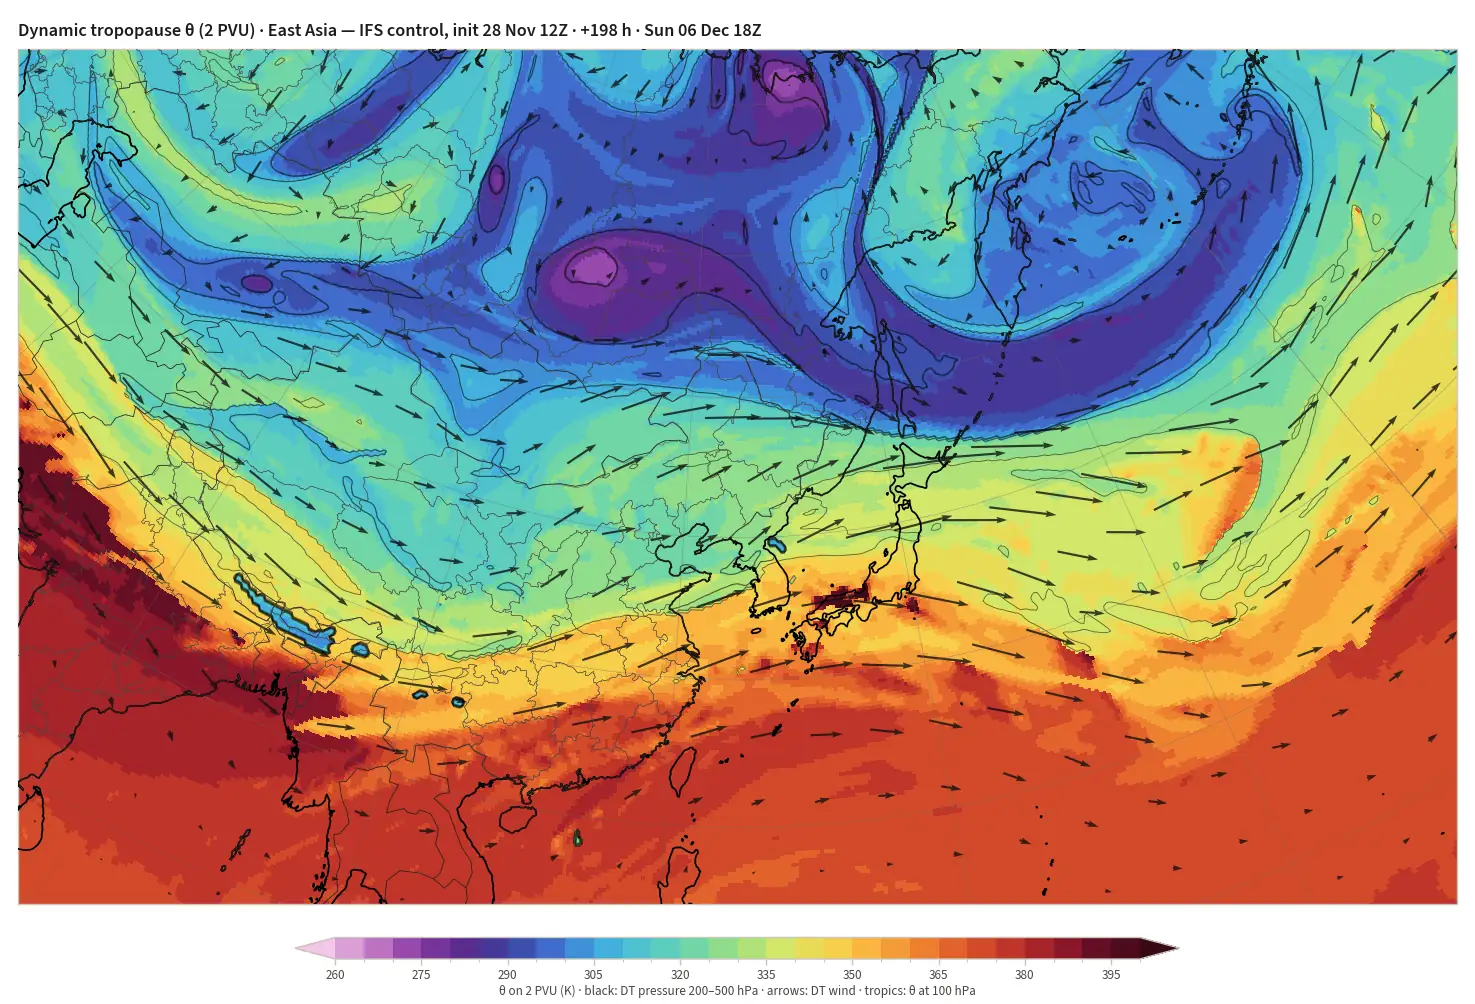 Dynamic tropopause θ (2 PVU) · East Asia — IFS control, init 28 Nov 12Z · +198 h · Sun 06 Dec 18Z
260 275 290 305 320 335 350 365 380 395
θ on 2 PVU (K) · black: DT pressure 200–500 hPa · arrows: DT wind · tropics: θ at 100 hPa